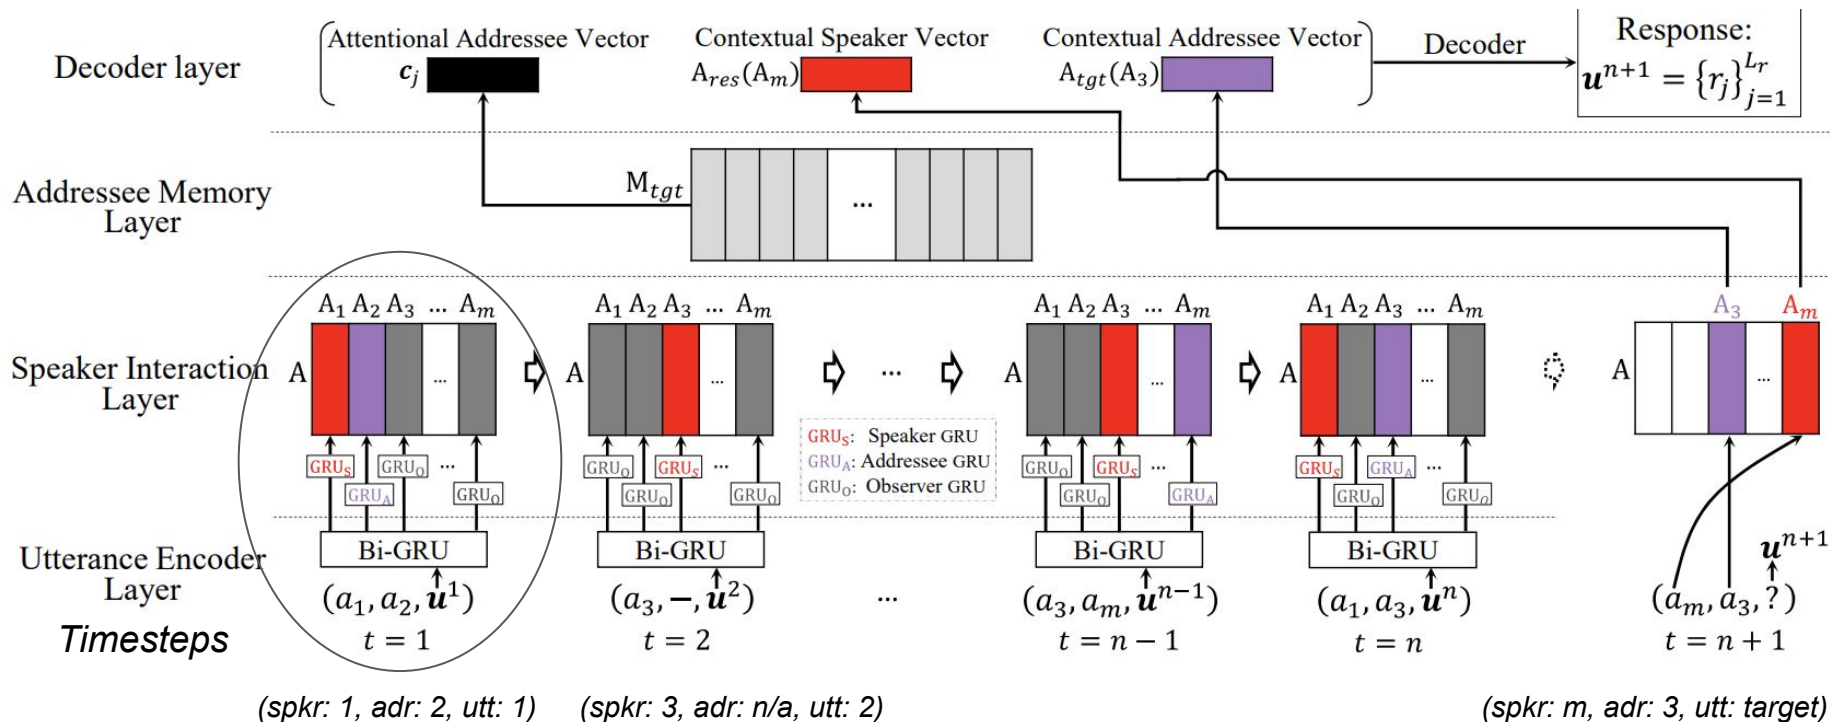 Decoder layer
Attentional Addressee Vector
c_j
Contextual Speaker Vector
A_res(A_m)
Contextual Addressee Vector
A_tgt(A_3)
Decoder
Response:
u^{n+1} = {r_j}_{j=1}^{L_r}
Addressee Memory
Layer
M_tgt
...
Speaker Interaction
Layer
A
A_1 A_2 A_3 ... A_m
...
GRU_S GRU_A GRU_O ... GRU_O
A
A_1 A_2 A_3 ... A_m
...
GRU_O GRU_O GRU_S ... GRU_O
...
GRU_S: Speaker GRU
GRU_A: Addressee GRU
GRU_O: Observer GRU
A_1 A_2 A_3 ... A_m
...
GRU_O GRU_O GRU_S ... GRU_A
A
A_1 A_2 A_3 ... A_m
...
GRU_S GRU_O GRU_A ... GRU_O
A
A_3 A_m
...
Utterance Encoder
Layer
Bi-GRU
(a_1, a_2, u^1)
Bi-GRU
(a_3, −, u^2)
...
Bi-GRU
(a_3, a_m, u^{n-1})
Bi-GRU
(a_1, a_3, u^n)
u^{n+1}
(a_m, a_3, ?)
Timesteps
t = 1
t = 2
t = n − 1
t = n
t = n + 1
(spkr: 1, adr: 2, utt: 1)
(spkr: 3, adr: n/a, utt: 2)
(spkr: m, adr: 3, utt: target)